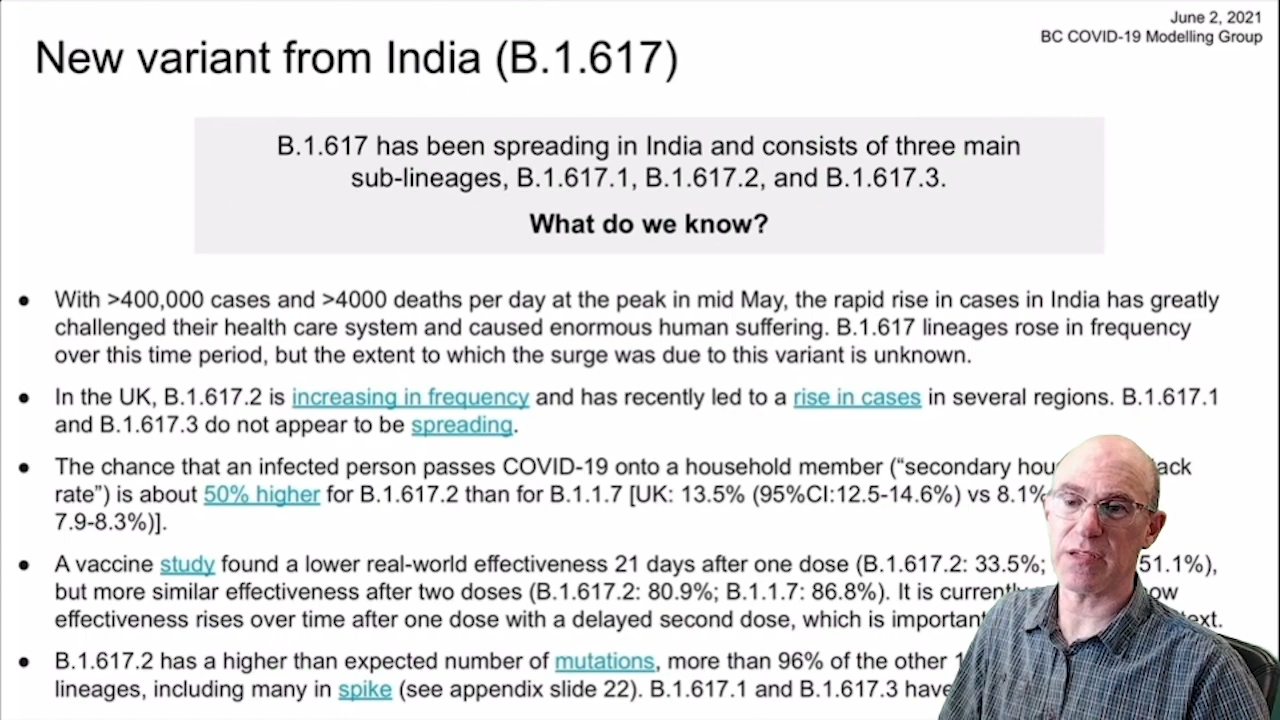 June 2, 2021
BC COVID-19 Modelling Group
New variant from India (B.1.617)
B.1.617 has been spreading in India and consists of three main
sub-lineages, B.1.617.1, B.1.617.2, and B.1.617.3.
What do we know?
● With >400,000 cases and >4000 deaths per day at the peak in mid May, the rapid rise in cases in India has greatly
challenged their health care system and caused enormous human suffering. B.1.617 lineages rose in frequency
over this time period, but the extent to which the surge was due to this variant is unknown.
● In the UK, B.1.617.2 is increasing in frequency and has recently led to a rise in cases in several regions. B.1.617.1
and B.1.617.3 do not appear to be spreading.
● The chance that an infected person passes COVID-19 onto a household member (“secondary
rate”) is about 50% higher for B.1.617.2 than for B.1.1.7 [UK: 13.5% (95%CI:12.5-14.6%) vs 8.1%
7.9-8.3%)].
● A vaccine study found a lower real-world effectiveness 21 days after one dose (B.1.617.2: 33.5%; 51.1%),
but more similar effectiveness after two doses (B.1.617.2: 80.9%; B.1.1.7: 86.8%). It is
effectiveness rises over time after one dose with a delayed second dose, which is
● B.1.617.2 has a higher than expected number of mutations, more than 96% of the other
lineages, including many in spike (see appendix slide 22). B.1.617.1 and B.1.617.3 have